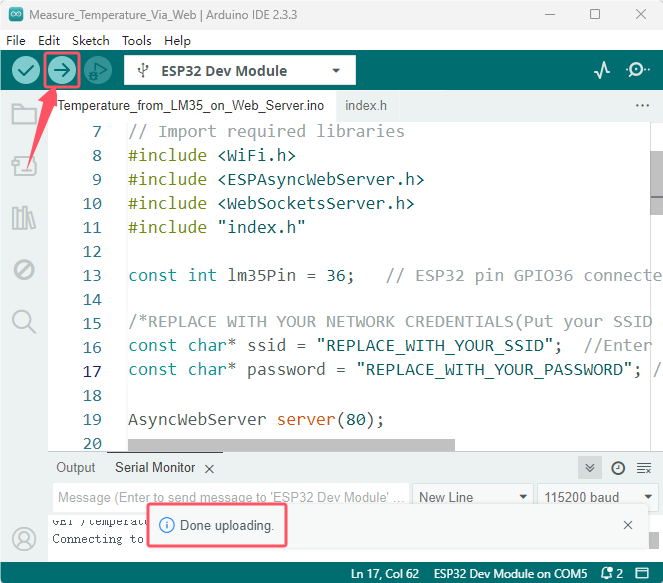 Measure_Temperature_Via_Web | Arduino IDE 2.3.3
File Edit Sketch Tools Help
ESP32 Dev Module
Temperature_from_LM35_on_Web_Server.ino index.h
7 // Import required libraries
8 #include <WiFi.h>
9 #include <ESPAsyncWebServer.h>
10 #include <WebSocketsServer.h>
11 #include "index.h"
12
13 const int lm35Pin = 36; // ESP32 pin GPIO36 connecte
14
15 /*REPLACE WITH YOUR NETWORK CREDENTIALS(Put your SSID
16 const char* ssid = "REPLACE_WITH_YOUR_SSID"; //Enter
17 const char* password = "REPLACE_WITH_YOUR_PASSWORD"; /
18
19 AsyncWebServer server(80);
20
Output Serial Monitor
Message (Enter to send message to 'ESP32 Dev Module' ... New Line 115200 baud
GET /temperat
Connecting to
Done uploading.
Ln 17, Col 62 ESP32 Dev Module on COM5 2